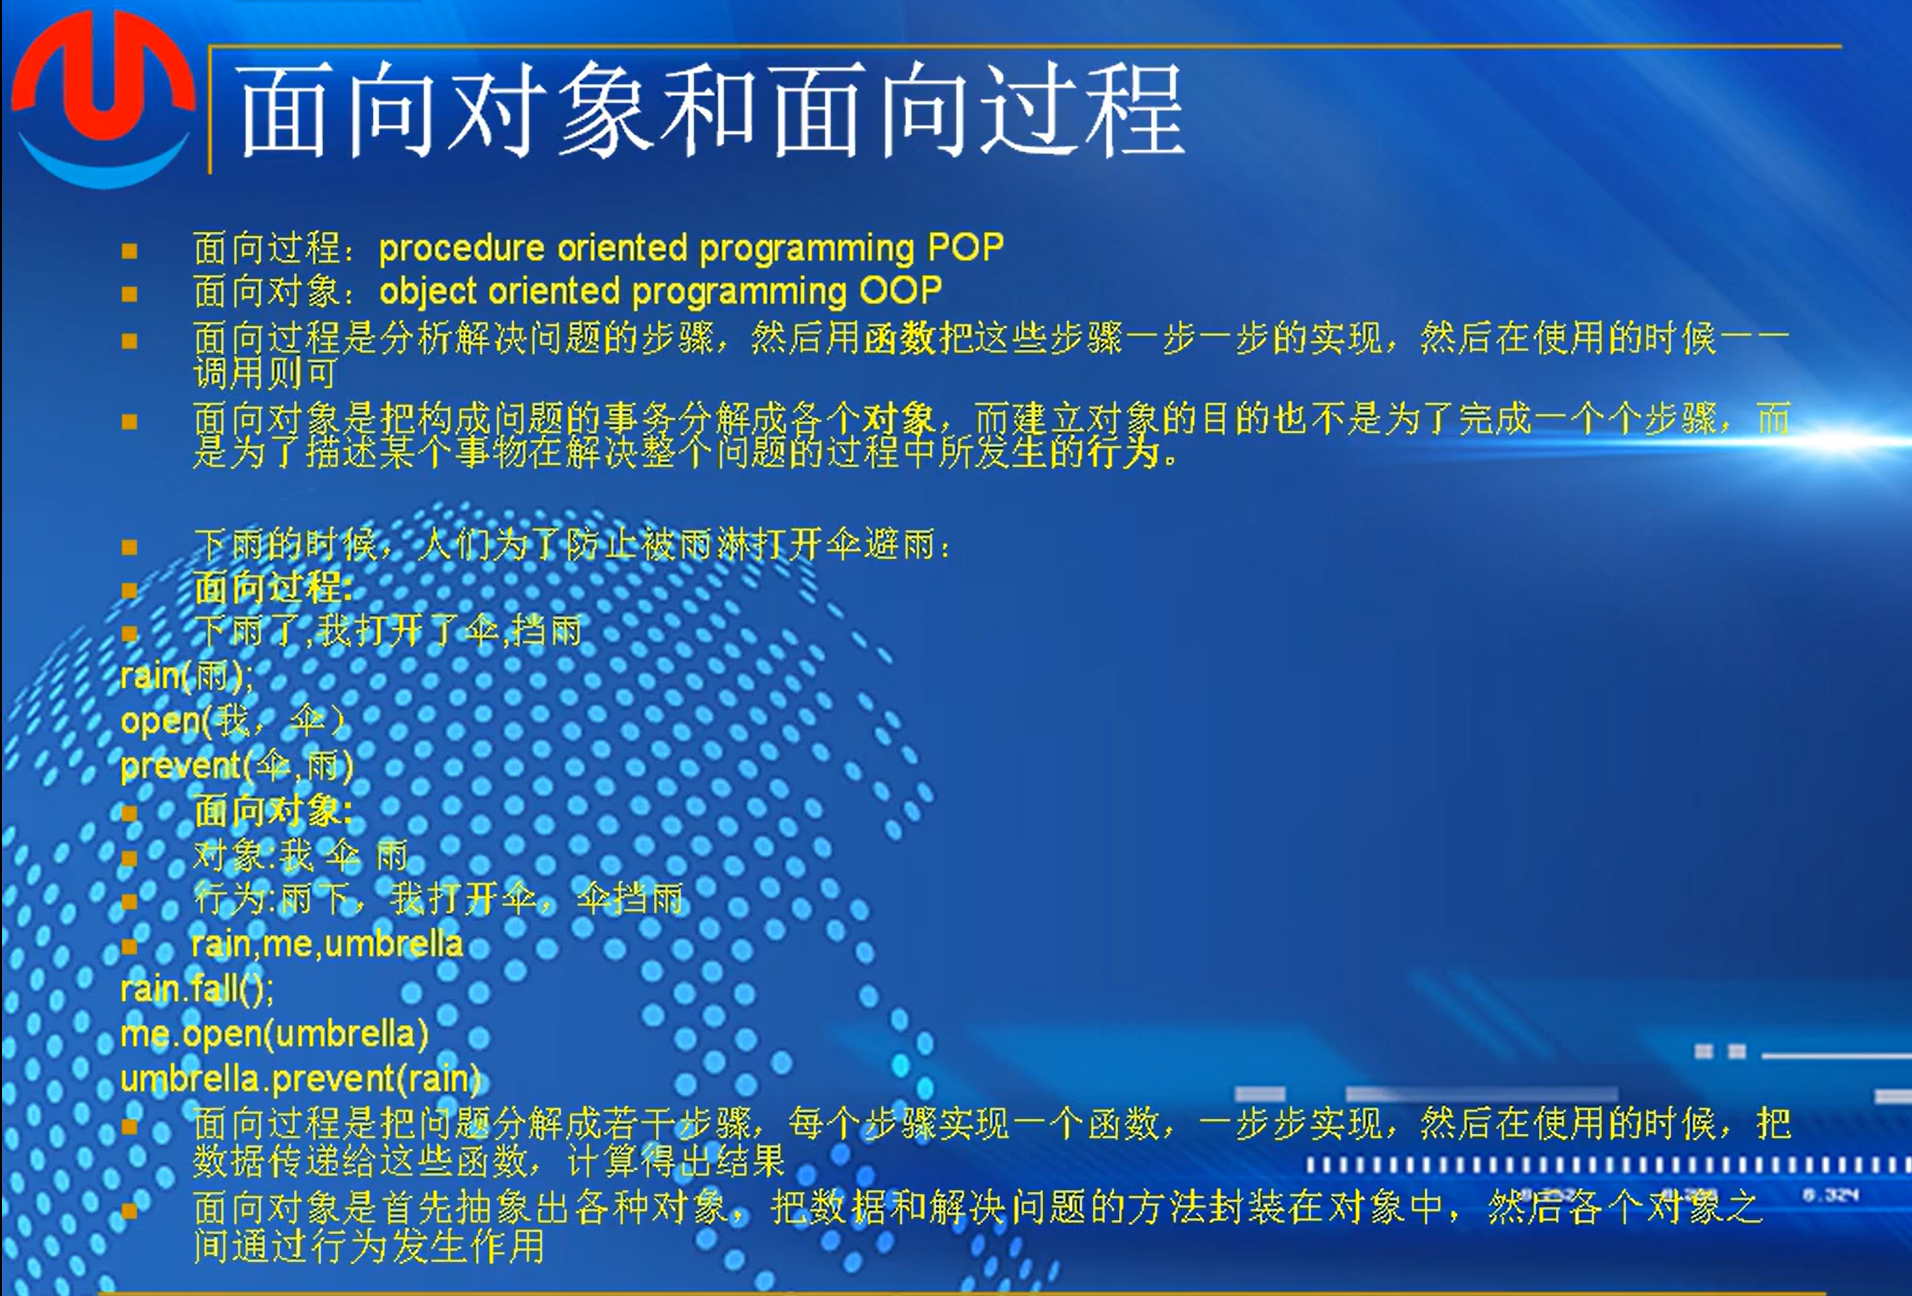 面向对象和面向过程
面向过程：procedure oriented programming POP
面向对象：object oriented programming OOP
面向过程是分析解决问题的步骤，然后用函数把这些步骤一步一步的实现，然后在使用的时候一一
调用则可
面向对象是把构成问题的事务分解成各个对象，而建立对象的目的也不是为了完成一个个步骤，而
是为了描述某个事物在解决整个问题的过程中所发生的行为。
下雨的时候，人们为了防止被雨淋打开伞避雨：
面向过程:
下雨了,我打开了伞,挡雨
rain(雨);
open(我，伞）
prevent(伞,雨)
面向对象:
对象:我 伞 雨
行为:雨下，我打开伞，伞挡雨
rain,me,umbrella
rain.fall();
me.open(umbrella)
umbrella.prevent(rain)
面向过程是把问题分解成若干步骤，每个步骤实现一个函数，一步步实现，然后在使用的时候，把
数据传递给这些函数，计算得出结果
面向对象是首先抽象出各种对象，把数据和解决问题的方法封装在对象中，然后各个对象之
间通过行为发生作用
6.324